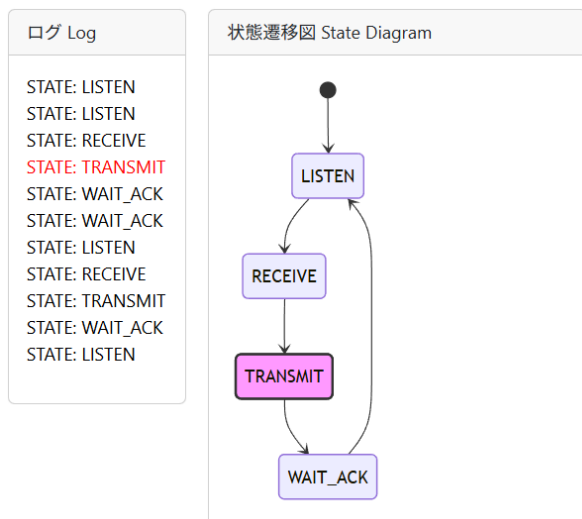 ログ Log
STATE: LISTEN
STATE: LISTEN
STATE: RECEIVE
STATE: TRANSMIT
STATE: WAIT_ACK
STATE: WAIT_ACK
STATE: LISTEN
STATE: RECEIVE
STATE: TRANSMIT
STATE: WAIT_ACK
STATE: LISTEN
状態遷移図 State Diagram
LISTEN
RECEIVE
TRANSMIT
WAIT_ACK